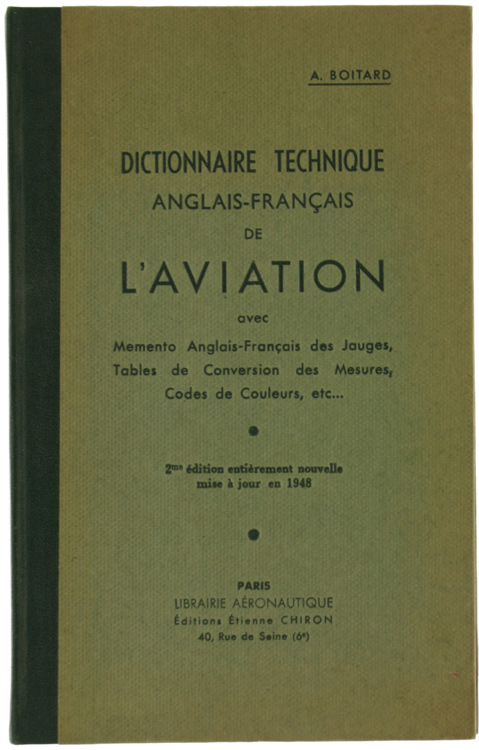 A. BOITARD
DICTIONNAIRE TECHNIQUE
ANGLAIS-FRANÇAIS
DE
L'AVIATION
avec
Memento Anglais-Français des Jauges,
Tables de Conversion des Mesures,
Codes de Couleurs, etc...
2me édition entièrement nouvelle
mise à jour en 1948
PARIS
LIBRAIRIE AÉRONAUTIQUE
Éditions Étienne CHIRON
40, Rue de Seine (6e)